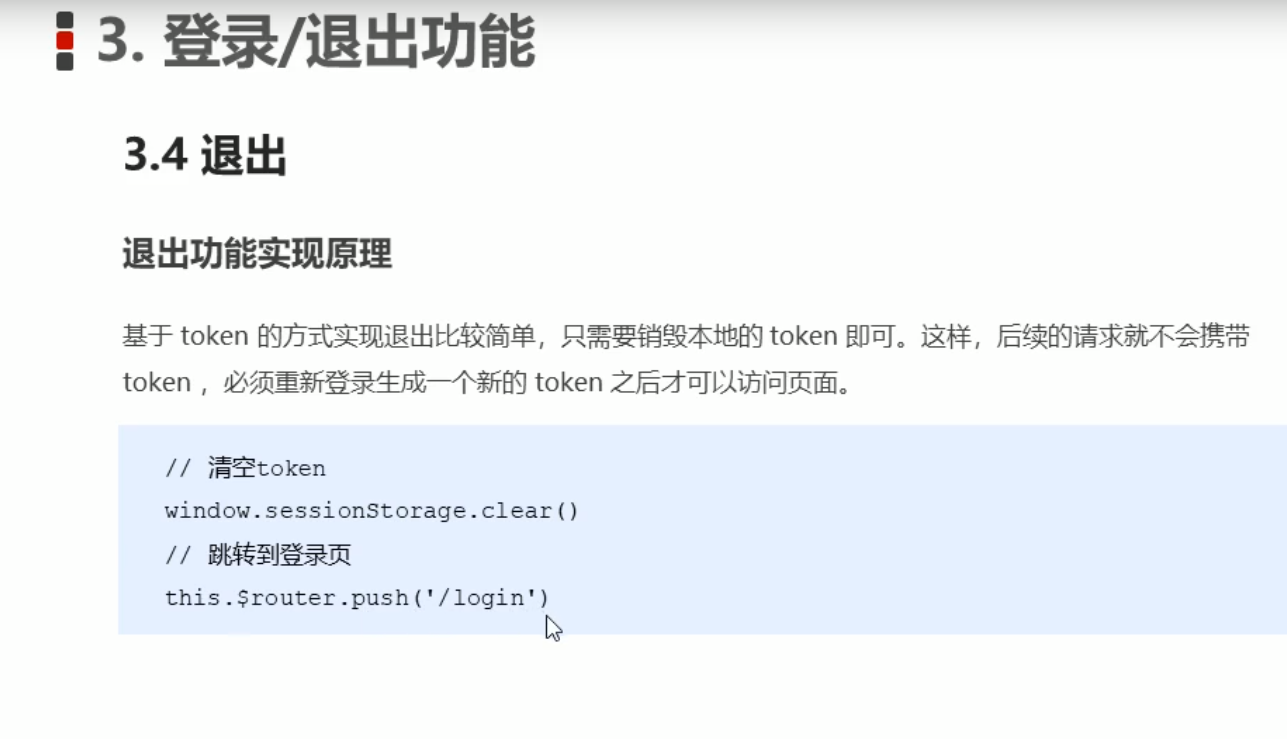 3. 登录/退出功能
3.4 退出
退出功能实现原理
基于 token 的方式实现退出比较简单，只需要销毁本地的 token 即可。这样，后续的请求就不会携带
token ，必须重新登录生成一个新的 token 之后才可以访问页面。
// 清空token
window.sessionStorage.clear()
// 跳转到登录页
this.$router.push('/login')